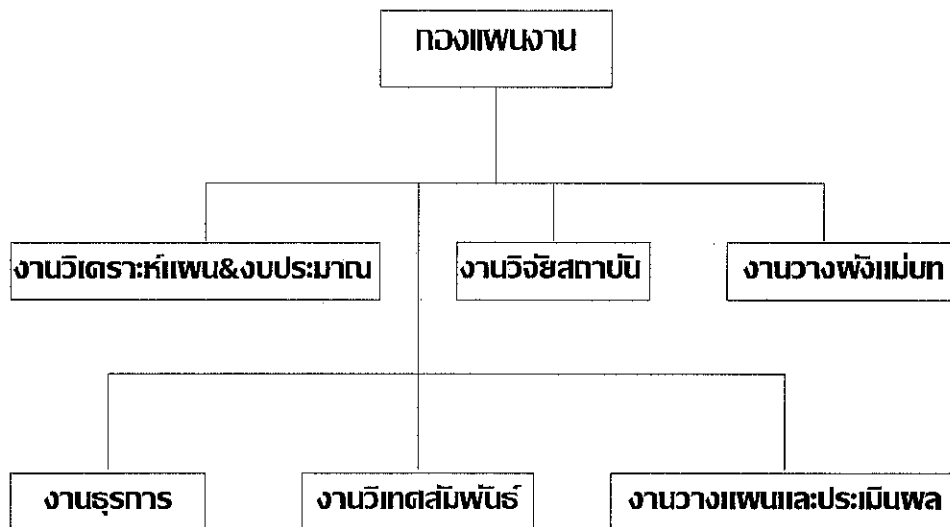 กองแผนงาน
งานวิเคราะห์แผน&งบประมาณ
งานวิจัยสถาบัน
งานวางผังแม่บท
งานธุรการ
งานวิเทศสัมพันธ์
งานวางแผนและประเมินผล